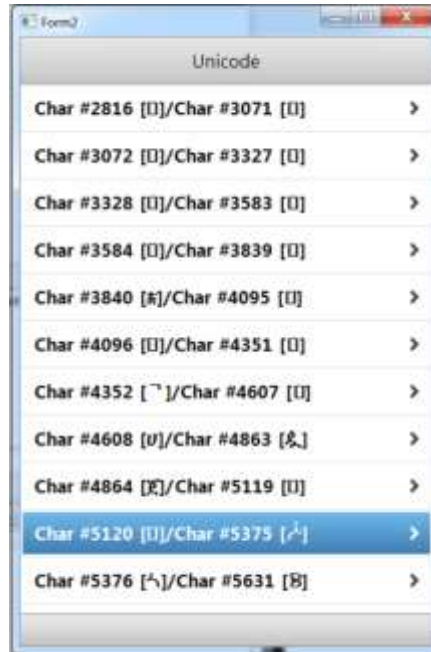 Form2
Unicode
Char #2816 [▯]/Char #3071 [▯]
Char #3072 [▯]/Char #3327 [▯]
Char #3328 [▯]/Char #3583 [▯]
Char #3584 [▯]/Char #3839 [▯]
Char #3840 [ༀ]/Char #4095 [▯]
Char #4096 [▯]/Char #4351 [▯]
Char #4352 [ᄀ]/Char #4607 [▯]
Char #4608 [ሀ]/Char #4863 [ዿ]
Char #4864 [ጀ]/Char #5119 [▯]
Char #5120 [▯]/Char #5375 [ᓿ]
Char #5376 [ᔀ]/Char #5631 [ᗿ]